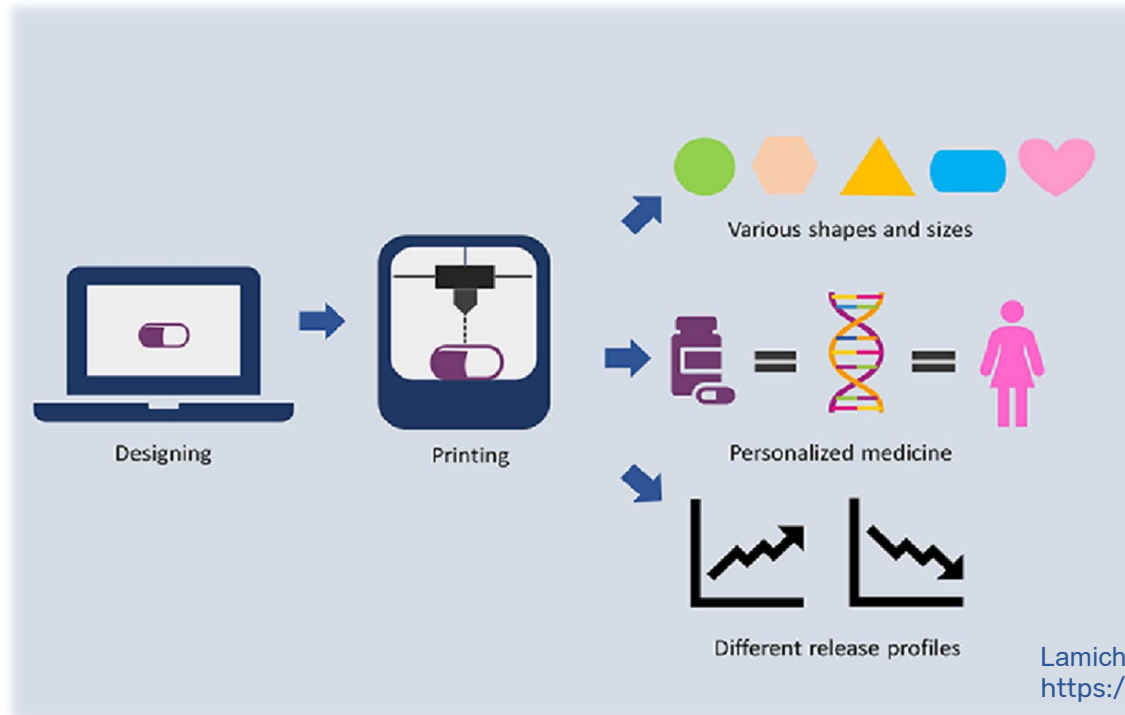 Various shapes and sizes
Designing
Printing
Personalized medicine
Different release profiles
Lamich
https:/